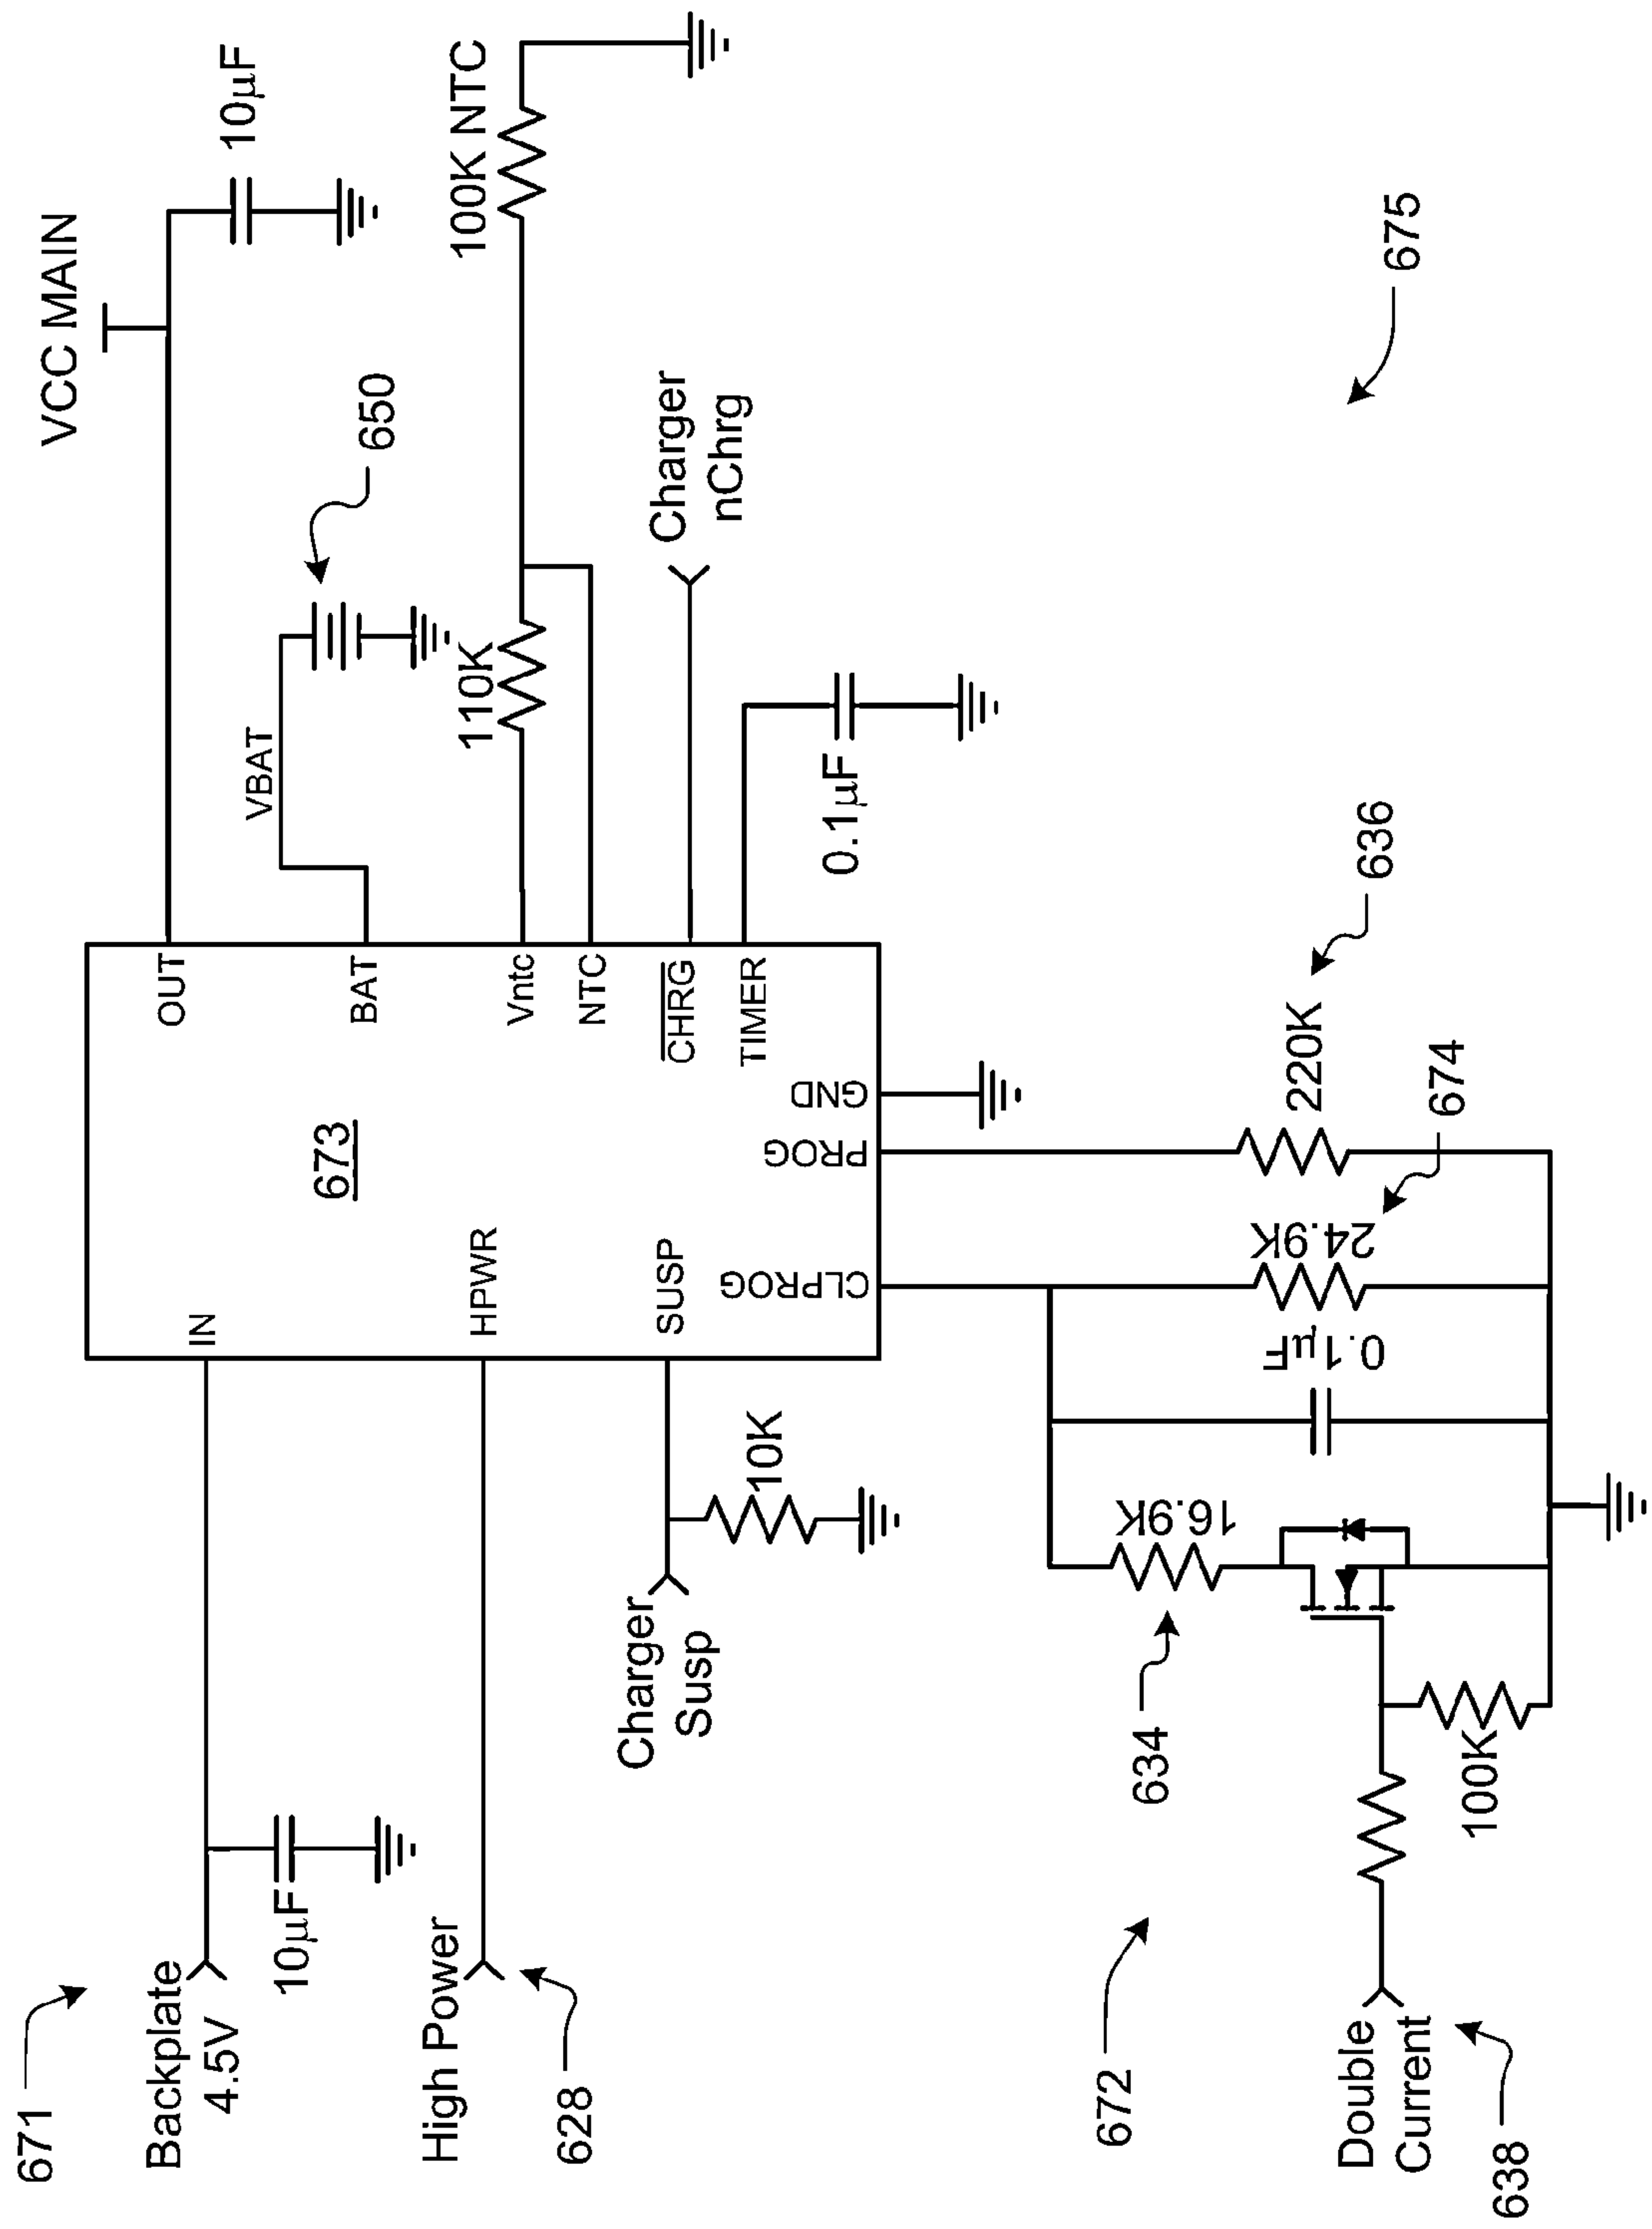 671
Backplate
4.5V
10µF
High Power
628
Charger
Susp
10K
IN
HPWR
SUSP
673
CLPROG
PROG
GND
OUT
BAT
Vntc
NTC
CHRG
TIMER
VCC MAIN
10µF
VBAT
650
110K
100K NTC
Charger
nChrg
0.1µF
672
634
16.9K
0.1µF
24.9K
674
220K
636
Double
Current
638
100K
675